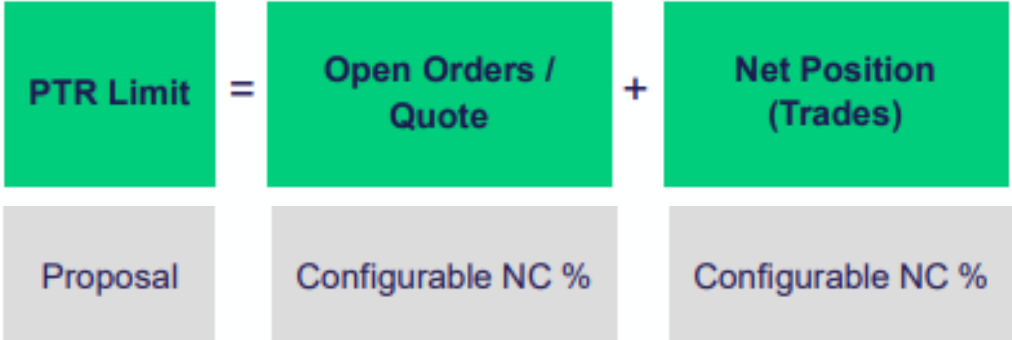 PTR Limit
=
Open Orders /
Quote
+
Net Position
(Trades)
Proposal
Configurable NC %
Configurable NC %